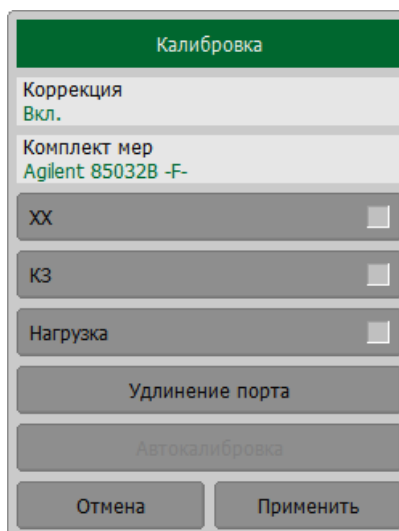 Калибровка
Коррекция
Вкл.
Комплект мер
Agilent 85032B -F-
ХХ
КЗ
Нагрузка
Удлинение порта
Автокалибровка
Отмена
Применить